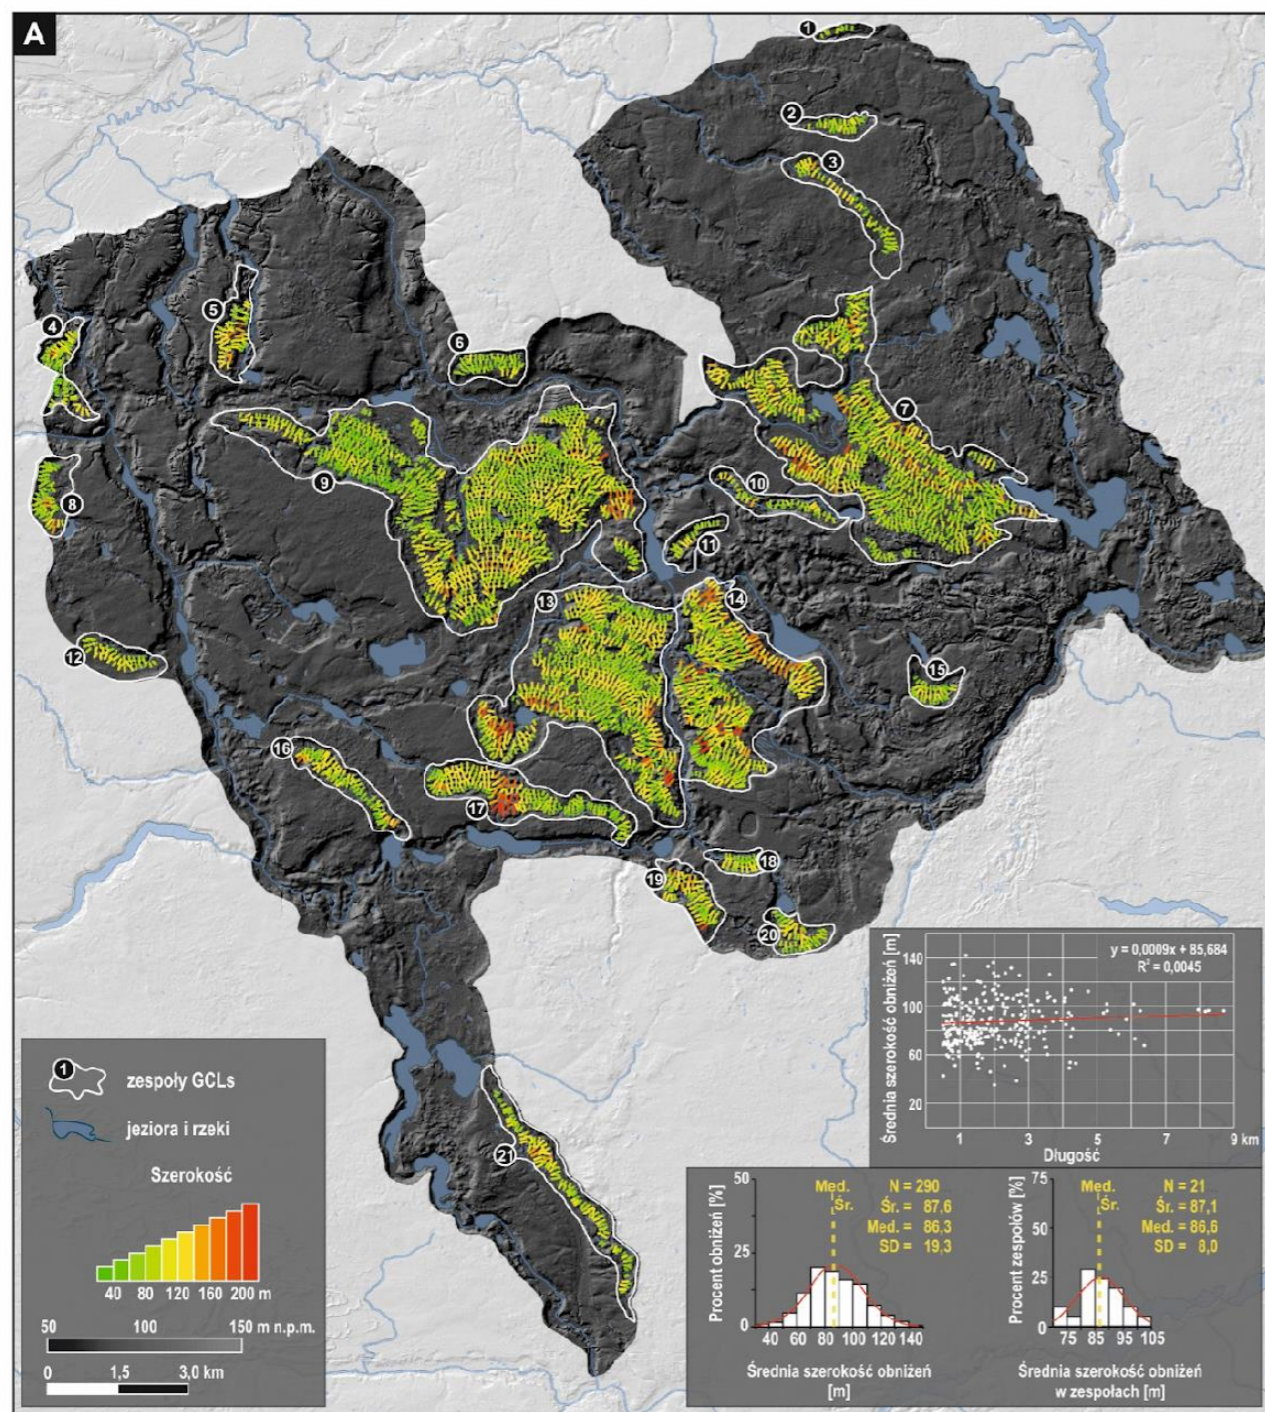 A
1
2
3
4
5
6
7
8
9
10
11
12
13
14
15
16
17
18
19
20
21
1
zespoły GCLs
jeziora i rzeki
Szerokość
40 80 120 160 200 m
50 100 150 m n.p.m.
0 1,5 3,0 km
Średnia szerokość obniżeń [m]
140
100
60
20
y = 0,0009x + 85,684
R² = 0,0045
1 3 5 7 9 km
Długość
Procent obniżeń [%]
50
25
0
Med.
Śr.
N = 290
Śr. = 87,6
Med. = 86,3
SD = 19,3
40 60 80 100 120 140
Średnia szerokość obniżeń
[m]
Procent zespołów [%]
75
50
25
0
Med.
Śr.
N = 21
Śr. = 87,1
Med. = 86,6
SD = 8,0
75 85 95 105
Średnia szerokość obniżeń
w zespołach [m]